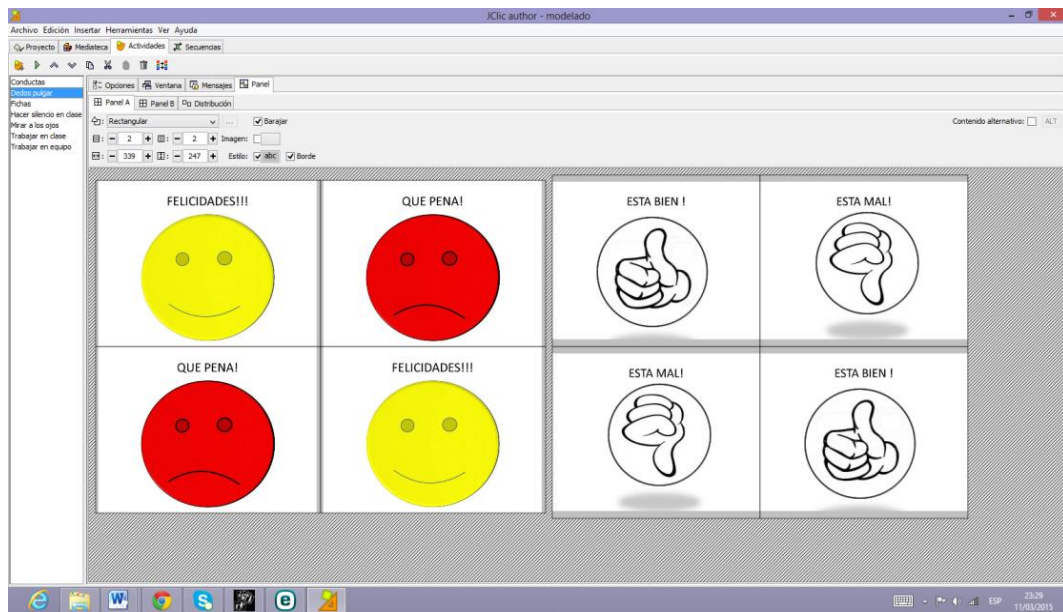 JClic author - modelado
Archivo Edición Insertar Herramientas Ver Ayuda
Proyecto Mediateca Actividades Secuencias
Conductas
Dedos pulgar
Fichas
Hacer silencio en clase
Mirar a los ojos
Trabajar en clase
Trabajar en equipo
Opciones Ventana Mensajes Panel
Panel A Panel B Distribución
Rectangular ... Barajar Contenido alternativo: ALT
2 2 Imagen:
339 247 Estilo: abc Borde
FELICIDADES!!! QUE PENA! ESTA BIEN ! ESTA MAL!
QUE PENA! FELICIDADES!!! ESTA MAL! ESTA BIEN !
ESP 23:29
11/03/2015